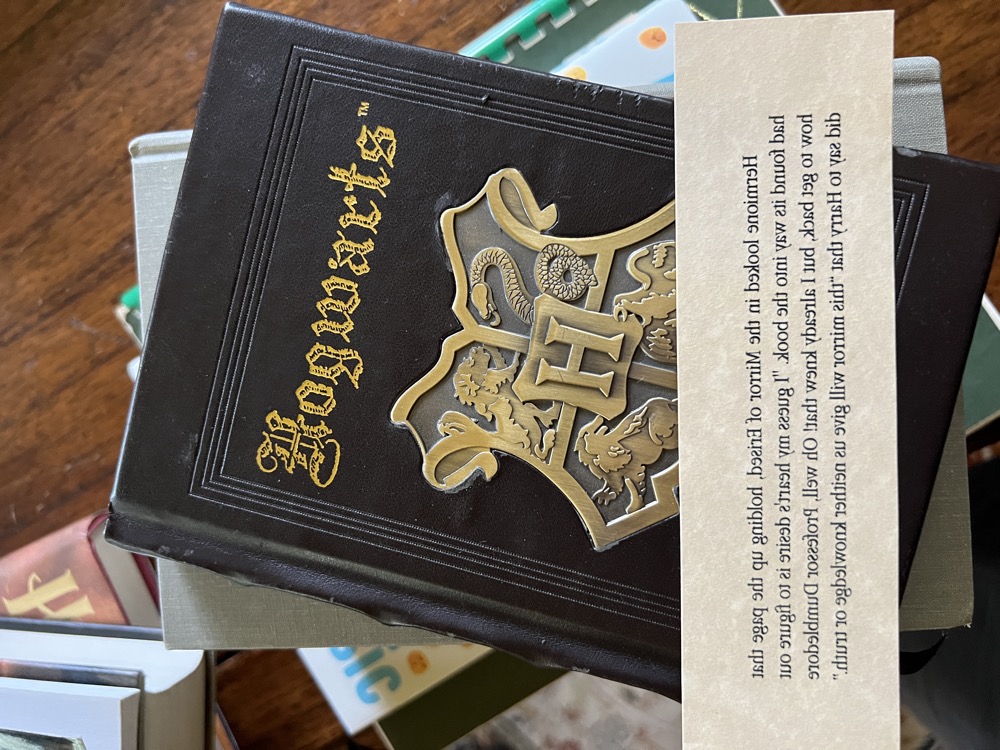 Hogwarts™
H
Hermione looked in the Mirror of Erised, holding up the page that
had found its way into the book. "I guess my heart's desire is to figure out
how to get back, but I already knew that. Oh well, Professor Dumbledore
did say to Harry that "this mirror will give us neither knowledge or truth."
SIC